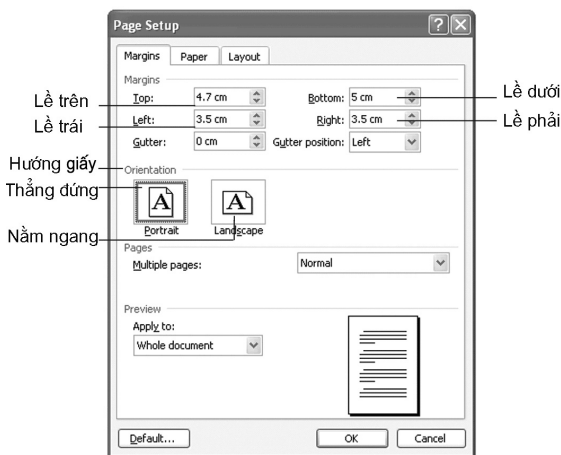 Page Setup
Margins Paper Layout
Margins
Lề trên Top: 4.7 cm Bottom: 5 cm Lề dưới
Lề trái Left: 3.5 cm Right: 3.5 cm Lề phải
Gutter: 0 cm Gutter position: Left
Hướng giấy Orientation
Thẳng đứng A A
Nằm ngang Portrait Landscape
Pages
Multiple pages: Normal
Preview
Apply to:
Whole document
Default... OK Cancel